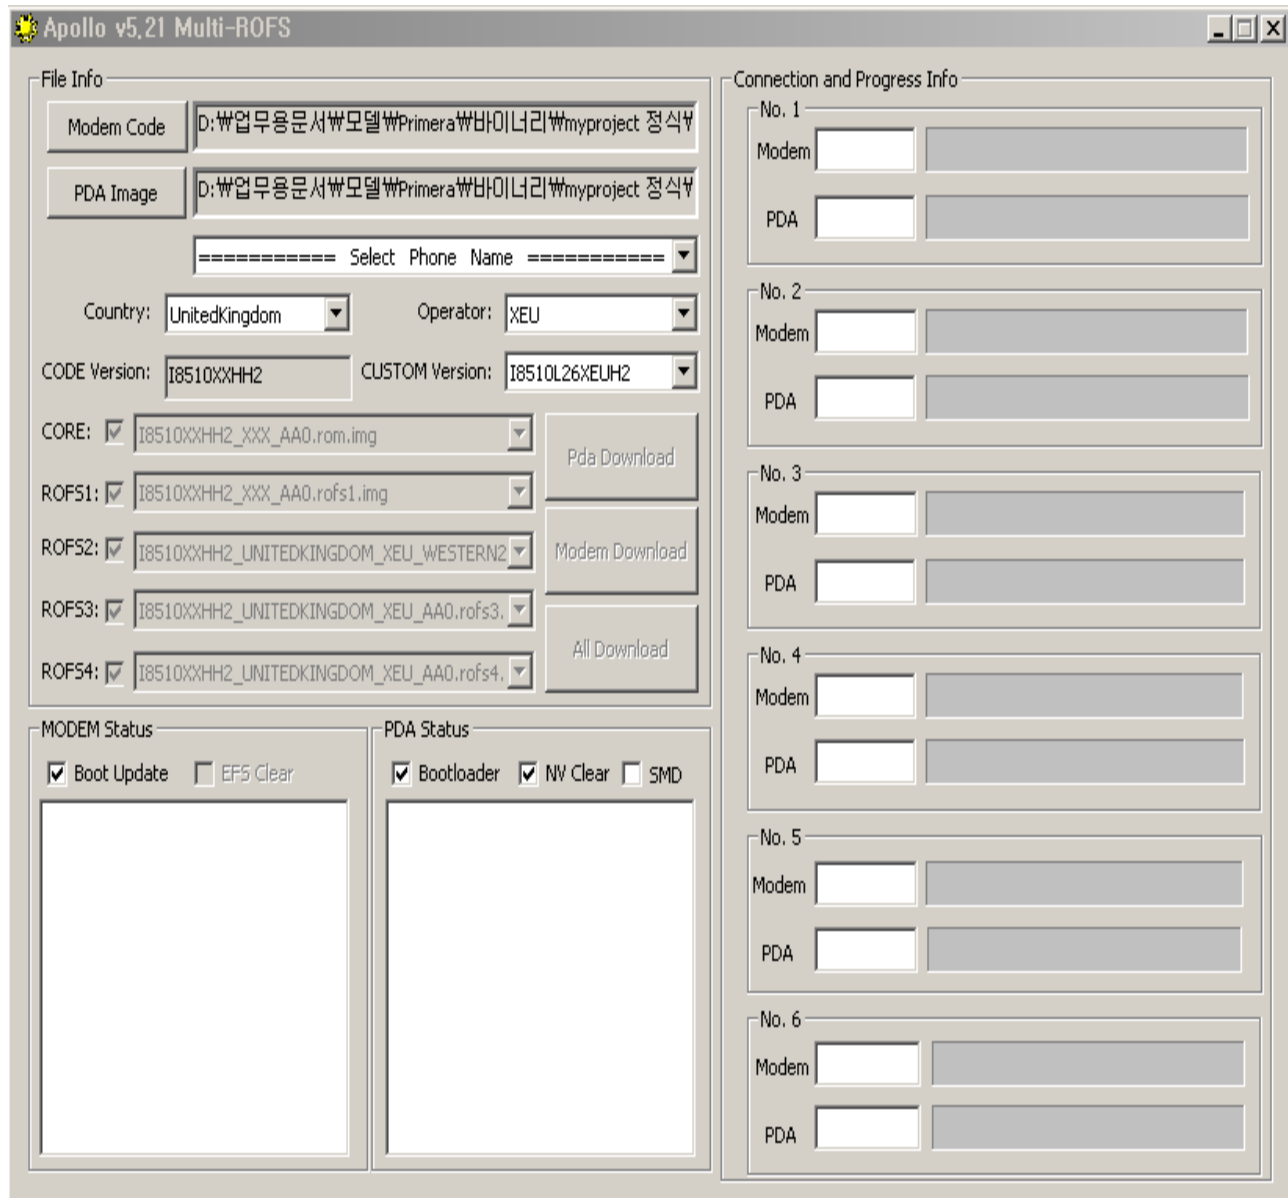 Apollo v5,21 Multi-ROFS
File Info
Modem Code
D:₩업무용문서₩모델₩Primera₩바이너리₩myproject 정식₩
PDA Image
D:₩업무용문서₩모델₩Primera₩바이너리₩myproject 정식₩
=========== Select Phone Name ===========
Country: UnitedKingdom
Operator: XEU
CODE Version: I8510XXHH2
CUSTOM Version: I8510L26XEUH2
CORE: I8510XXHH2_XXX_AA0.rom.img
ROFS1: I8510XXHH2_XXX_AA0.rofs1.img
ROFS2: I8510XXHH2_UNITEDKINGDOM_XEU_WESTERN2
ROFS3: I8510XXHH2_UNITEDKINGDOM_XEU_AA0.rofs3.
ROFS4: I8510XXHH2_UNITEDKINGDOM_XEU_AA0.rofs4.
Pda Download
Modem Download
All Download
MODEM Status
Boot Update
EFS Clear
PDA Status
Bootloader
NV Clear
SMD
Connection and Progress Info
No. 1
Modem
PDA
No. 2
Modem
PDA
No. 3
Modem
PDA
No. 4
Modem
PDA
No. 5
Modem
PDA
No. 6
Modem
PDA